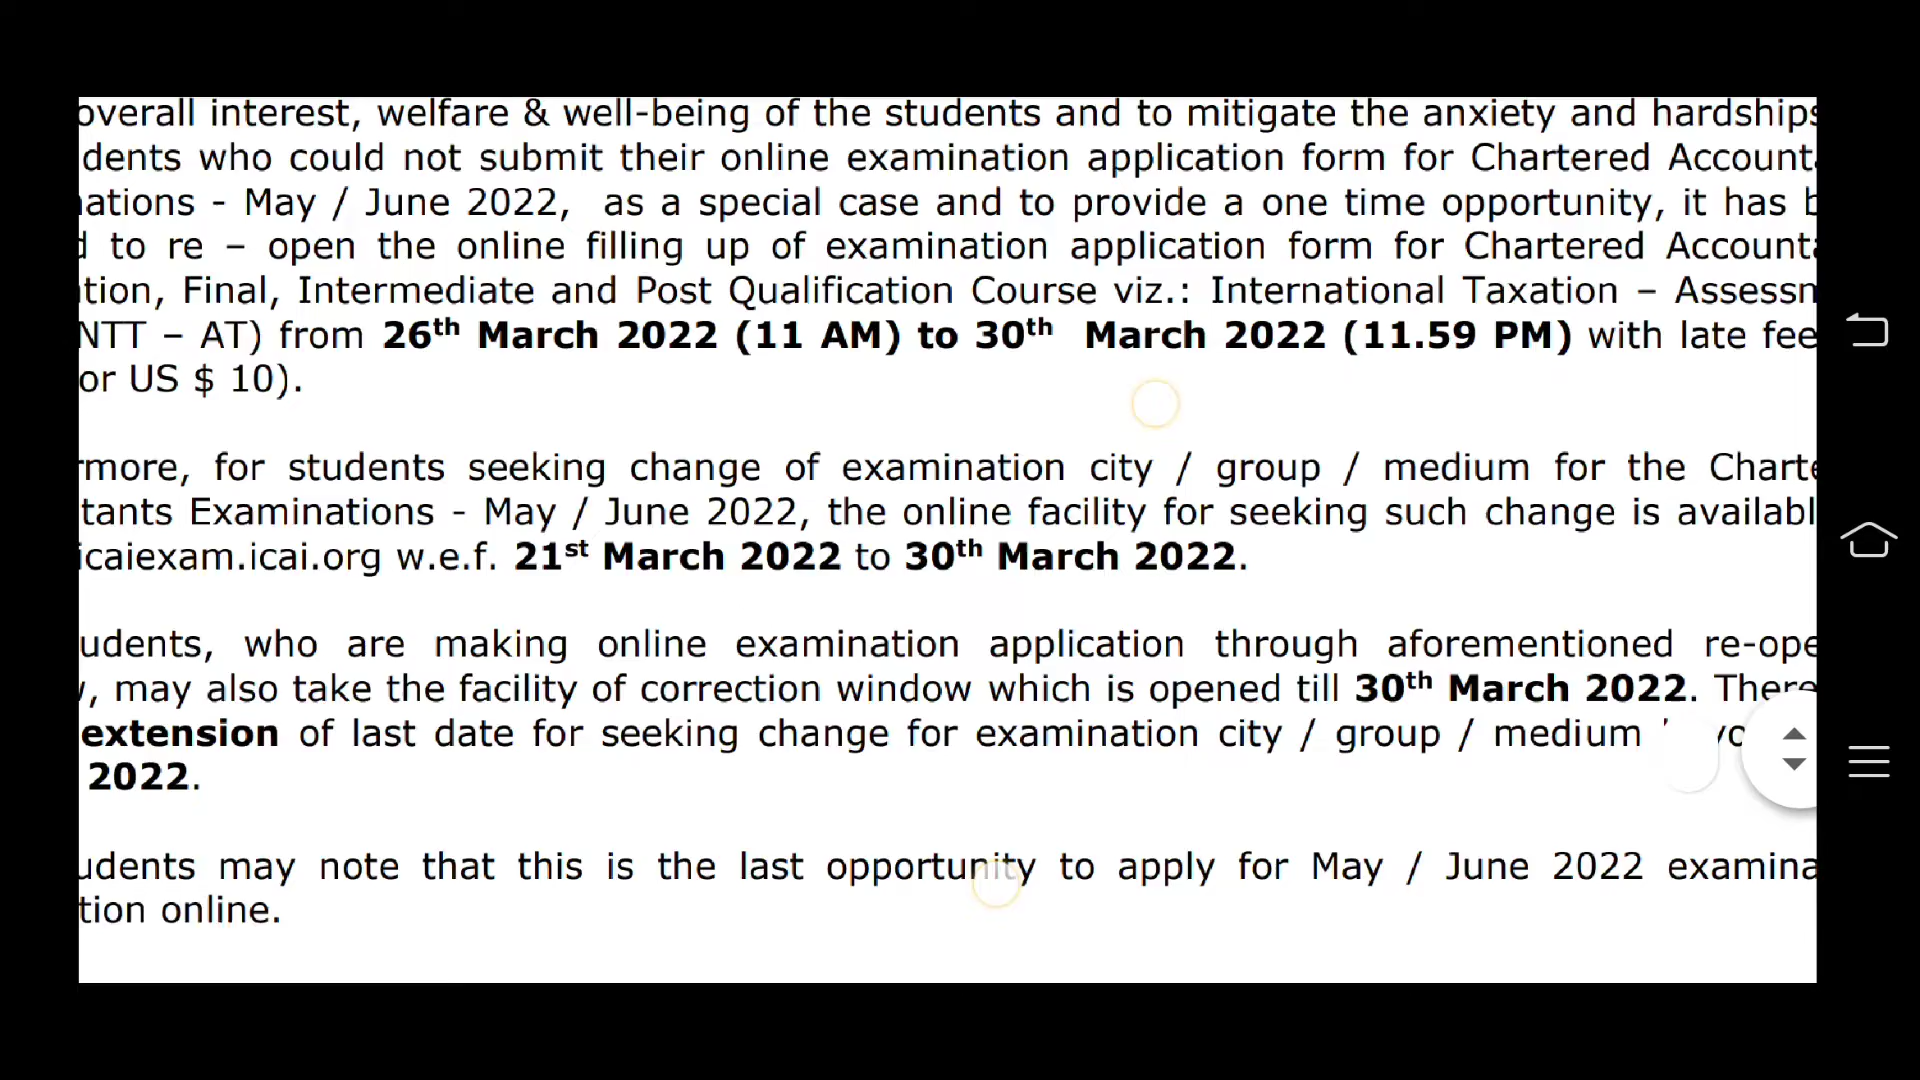 overall interest, welfare & well-being of the students and to mitigate the anxiety and hardships
dents who could not submit their online examination application form for Chartered Accounta
nations - May / June 2022, as a special case and to provide a one time opportunity, it has b
d to re – open the online filling up of examination application form for Chartered Accounta
tion, Final, Intermediate and Post Qualification Course viz.: International Taxation – Assessm
NTT – AT) from 26th March 2022 (11 AM) to 30th March 2022 (11.59 PM) with late fee
or US $ 10).
rmore, for students seeking change of examination city / group / medium for the Charte
tants Examinations - May / June 2022, the online facility for seeking such change is availabl
icaiexam.icai.org w.e.f. 21st March 2022 to 30th March 2022.
udents, who are making online examination application through aforementioned re-ope
, may also take the facility of correction window which is opened till 30th March 2022. There
extension of last date for seeking change for examination city / group / medium
2022.
udents may note that this is the last opportunity to apply for May / June 2022 examina
tion online.